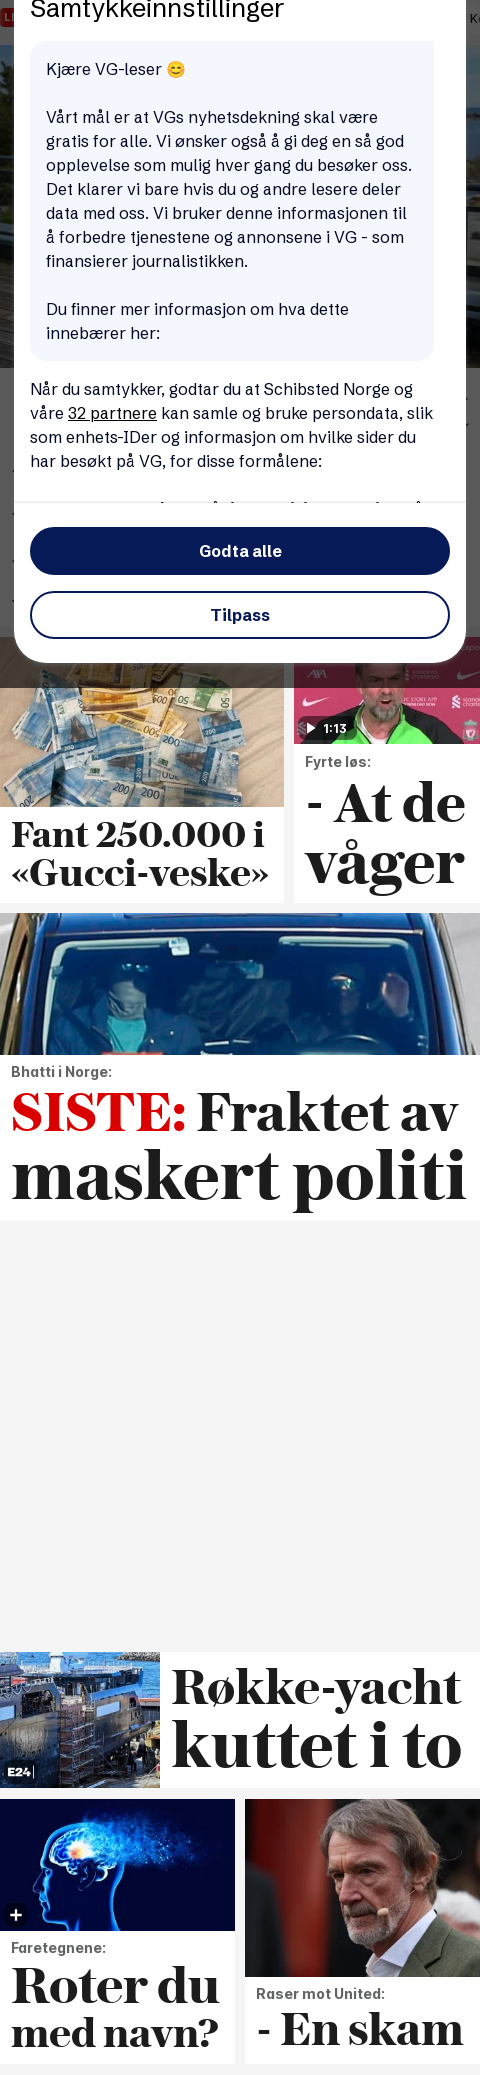 Samtykkeinnstillinger
Kjære VG-leser 😊
Vårt mål er at VGs nyhetsdekning skal være
gratis for alle. Vi ønsker også å gi deg en så god
opplevelse som mulig hver gang du besøker oss.
Det klarer vi bare hvis du og andre lesere deler
data med oss. Vi bruker denne informasjonen til
å forbedre tjenestene og annonsene i VG - som
finansierer journalistikken.
Du finner mer informasjon om hva dette
innebærer her:
Når du samtykker, godtar du at Schibsted Norge og
våre 32 partnere kan samle og bruke persondata, slik
som enhets-IDer og informasjon om hvilke sider du
har besøkt på VG, for disse formålene:
Godta alle
Tilpass
AXA
1:13
Fyrte løs:
- At de
våger
Fant 250.000 i
«Gucci-veske»
Bhatti i Norge:
SISTE: Fraktet av
maskert politi
Røkke-yacht
kuttet i to
E24
Faretegnene:
Roter du
med navn?
Raser mot United:
- En skam